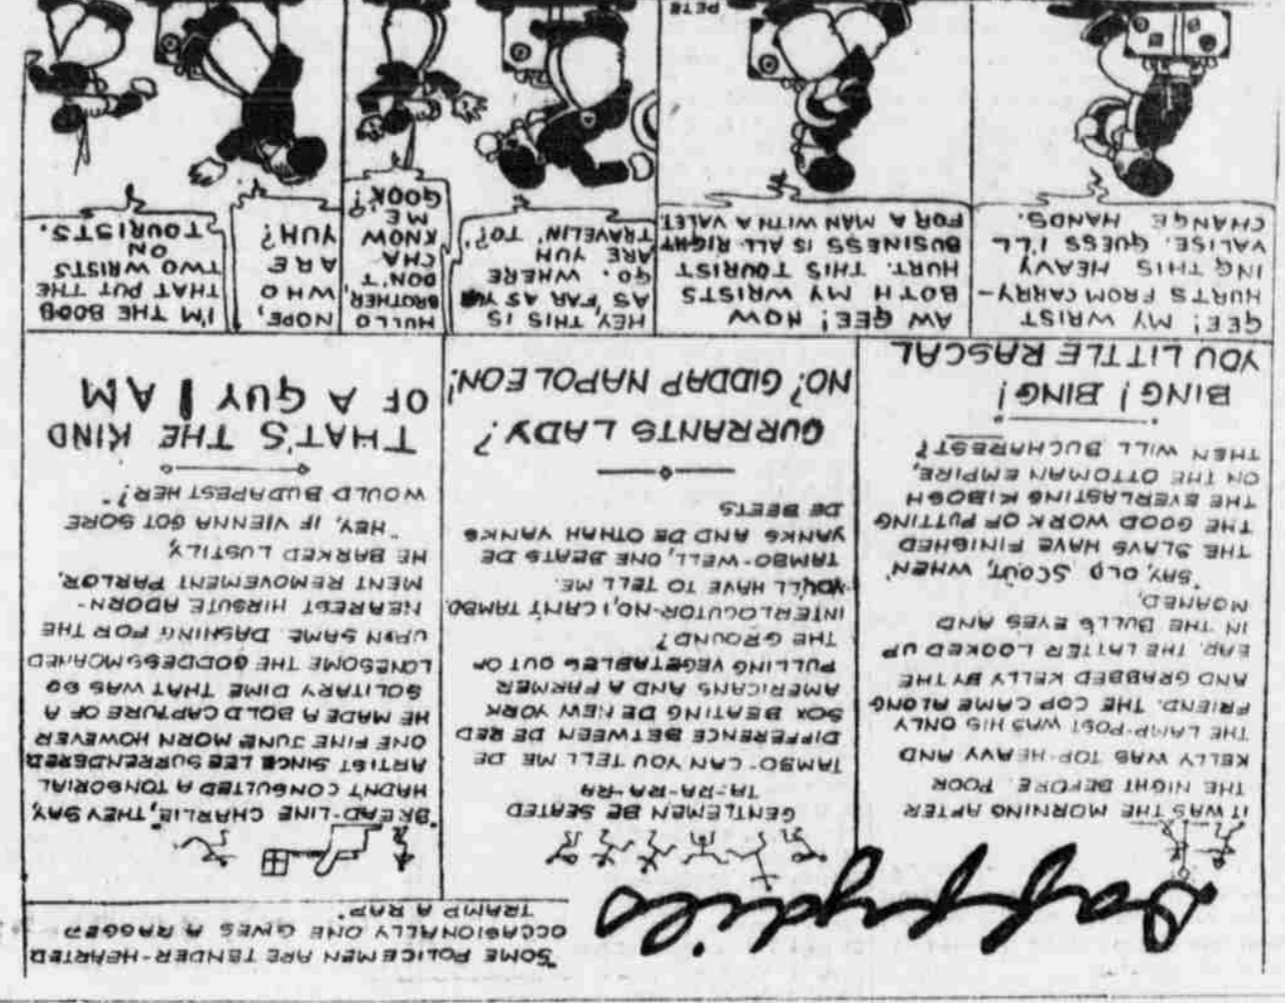 Daffydils
"SOME POLICEMEN ARE TENDER-HEARTED
OCCASIONALLY ONE GIVES A RAGGED
TRAMP A RAP".
IT WAS THE MORNING AFTER
THE NIGHT BEFORE. POOR
KELLY WAS TOP-HEAVY AND
THE LAMP-POST WAS HIS ONLY
FRIEND. THE COP CAME ALONG
AND GRABBED KELLY BY THE
EAR. THE LATTER LOOKED UP
IN THE BULLS EYES AND
MOANED,
"SAY, OLD SCOUT, WHEN
THE SLAVS HAVE FINISHED
THE GOOD WORK OF PUTTING
THE EVERLASTING KIBOSH
ON THE OTTOMAN EMPIRE,
THEN WILL BUCHAREST?
BING! BING!
YOU LITTLE RASCAL
GENTLEMEN BE SEATED
TA-RA-RA-RA
TAMBO- CAN YOU TELL ME DE
DIFFERENCE BETWEEN DE RED
SOX BEATING DE NEW YORK
AMERICANS AND A FARMER
PULLING VEGETABLES OUT OF
THE GROUND?
INTERLOCUTOR-NO, I CAN'T TAMBO,
YOU'LL HAVE TO TELL ME.
TAMBO-WELL, ONE BEATS DE
YANKS AND DE OTHAH YANKS
DE BEETS
CURRANTS LADY?
NO! GIDDAP NAPOLEON!
"BREAD-LINE CHARLIE," THEY SAY,
HADNT CONSULTED A TONSORIAL
ARTIST SINCE LEE SURRENDERED
ONE FINE JUNE MORN HOWEVER
HE MADE A BOLD CAPTURE OF A
SOLITARY DIME THAT WAS SO
LONESOME THE GODDESS MOANED
UPON SAME. DASHING FOR THE
NEAREST HIRSUTE ADORN-
MENT REMOVEMENT PARLOR,
HE BARKED LUSTILY,
"HEY, IF VIENNA GOT SORE
WOULD BUDAPEST HER?"
THAT'S THE KIND
OF A GUY I AM
GEE! MY WRIST
HURTS FROM CARRY-
ING THIS HEAVY
VALISE. GUESS I'LL
CHANGE HANDS.
AW GEE! NOW
BOTH MY WRISTS
HURT. THIS TOURIST
BUSINESS IS ALL RIGHT
FOR A MAN WITH A VALET.
PETE
HEY, THIS IS
AS FAR AS YUH
GO. WHERE
ARE YUH
TRAVELIN' TO?
HULLO
BROTHER,
DON'T
CHA
KNOW
ME,
GOOK?
NOPE,
WHO
ARE
YUH?
I'M THE BOOB
THAT PUT THE
TWO WRISTS
ON
TOURISTS.